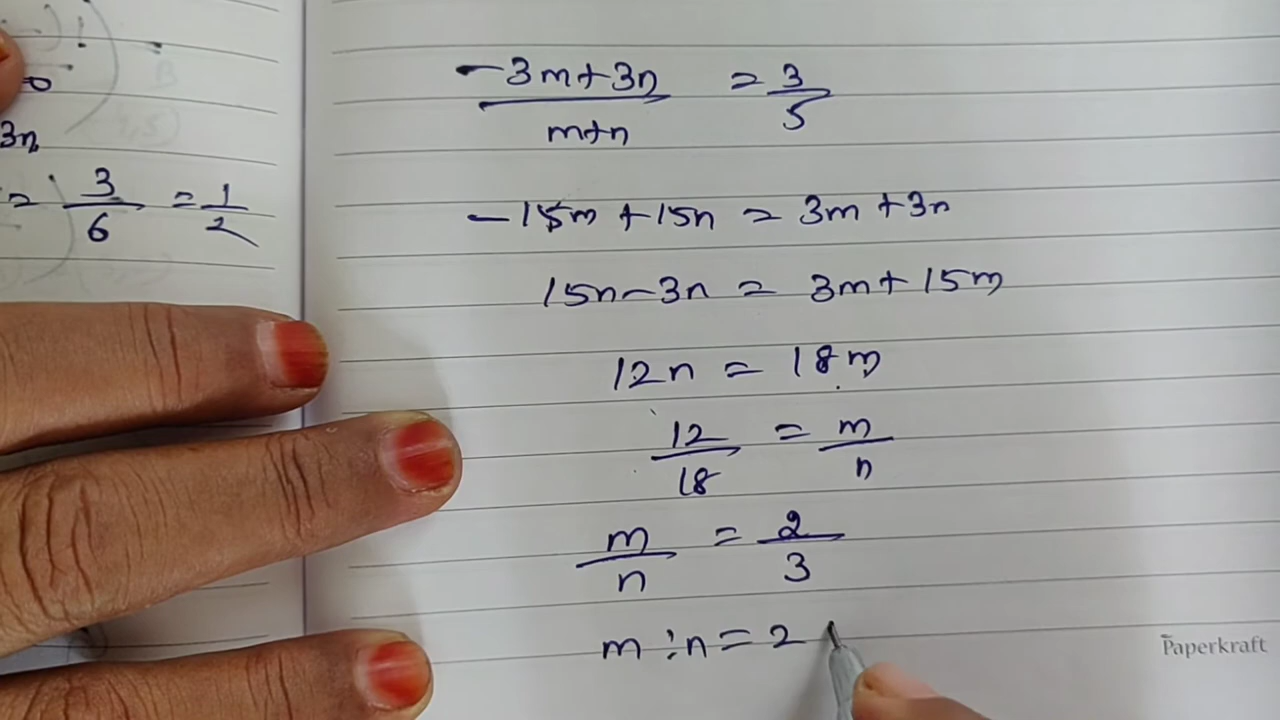 3n
= 3/6 = 1/2
(-3m+3n)/(m+n) = 3/5
-15m + 15n = 3m + 3n
15n - 3n = 3m + 15m
12n = 18m
12/18 = m/n
m/n = 2/3
m : n = 2
Paperkraft